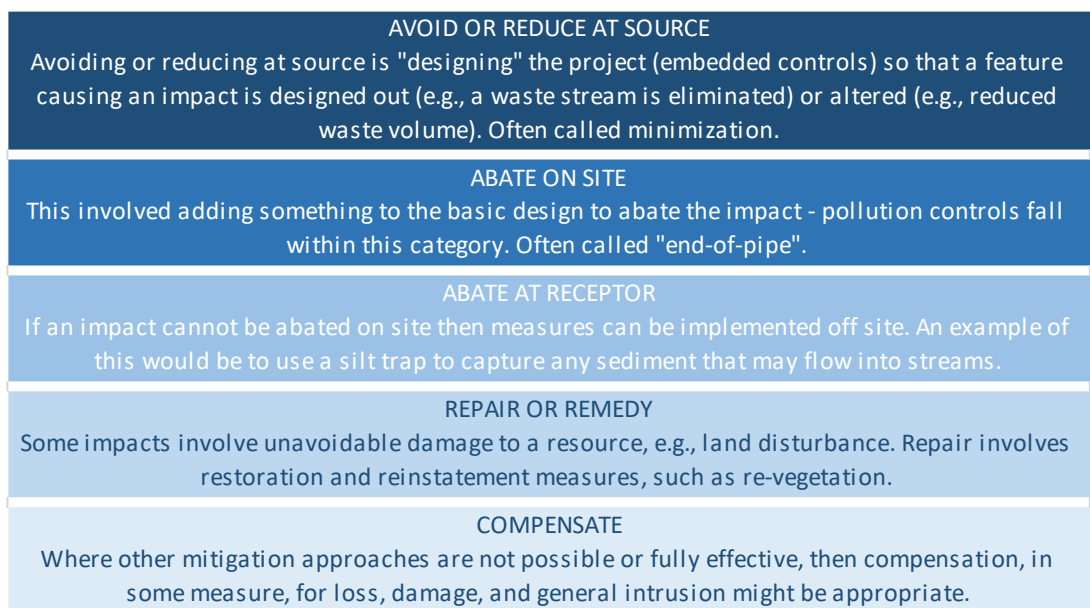 AVOID OR REDUCE AT SOURCE
Avoiding or reducing at source is "designing" the project (embedded controls) so that a feature
causing an impact is designed out (e.g., a waste stream is eliminated) or altered (e.g., reduced
waste volume). Often called minimization.
ABATE ON SITE
This involved adding something to the basic design to abate the impact - pollution controls fall
within this category. Often called "end-of-pipe".
ABATE AT RECEPTOR
If an impact cannot be abated on site then measures can be implemented off site. An example of
this would be to use a silt trap to capture any sediment that may flow into streams.
REPAIR OR REMEDY
Some impacts involve unavoidable damage to a resource, e.g., land disturbance. Repair involves
restoration and reinstatement measures, such as re-vegetation.
COMPENSATE
Where other mitigation approaches are not possible or fully effective, then compensation, in
some measure, for loss, damage, and general intrusion might be appropriate.